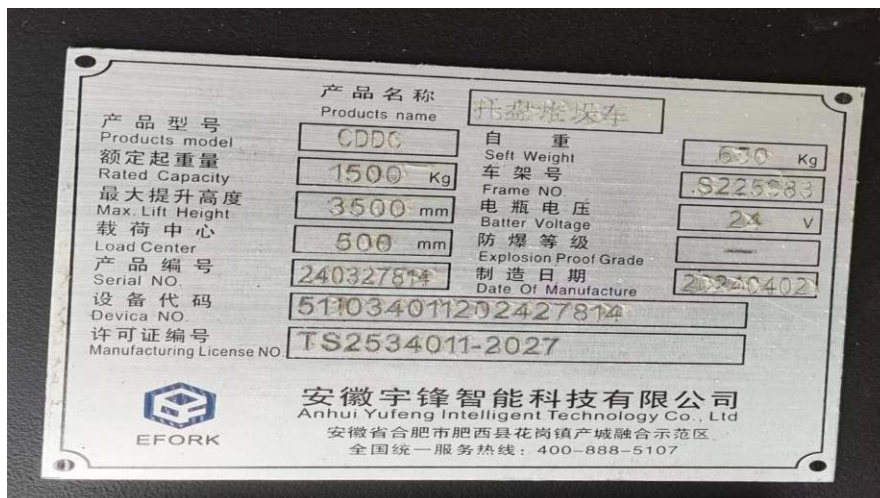 产品名称 托盘堆垛车
Products name
产品型号 CDDC 自重 630 Kg
Products model Seft Weight
额定起重量 1500 Kg 车架号 S225983
Rated Capacity Frame NO.
最大提升高度 3500 mm 电瓶电压 24 V
Max. Lift Height Batter Voltage
载荷中心 500 mm 防爆等级 —
Load Center Explosion Proof Grade
产品编号 240327814 制造日期 20240402
Serial NO. Date Of Manufacture
设备代码 511034011202427814
Devica NO.
许可证编号 TS2534011-2027
Manufacturing License NO.
安徽宇锋智能科技有限公司
Anhui Yufeng Intelligent Technology Co., Ltd
EFORK
安徽省合肥市肥西县花岗镇产城融合示范区
全国统一服务热线：400-888-5107